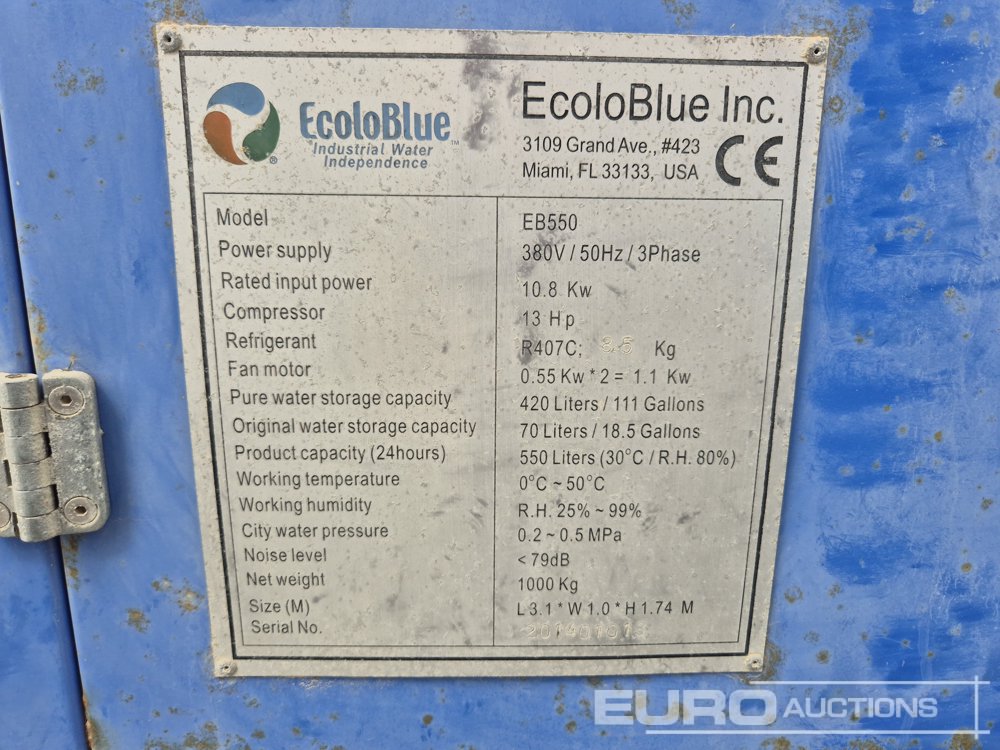 EcoloBlue™
Industrial Water
Independence
®
EcoloBlue Inc.
3109 Grand Ave., #423
Miami, FL 33133, USA
CE
Model EB550
Power supply 380V / 50Hz / 3Phase
Rated input power 10.8 Kw
Compressor 13 Hp
Refrigerant R407C; Kg
Fan motor 0.55 Kw * 2 = 1.1 Kw
Pure water storage capacity 420 Liters / 111 Gallons
Original water storage capacity 70 Liters / 18.5 Gallons
Product capacity (24hours) 550 Liters (30°C / R.H. 80%)
Working temperature 0°C ~ 50°C
Working humidity R.H. 25% ~ 99%
City water pressure 0.2 ~ 0.5 MPa
Noise level < 79dB
Net weight 1000 Kg
Size (M) L 3.1 * W 1.0 * H 1.74 M
Serial No.
EURO AUCTIONS